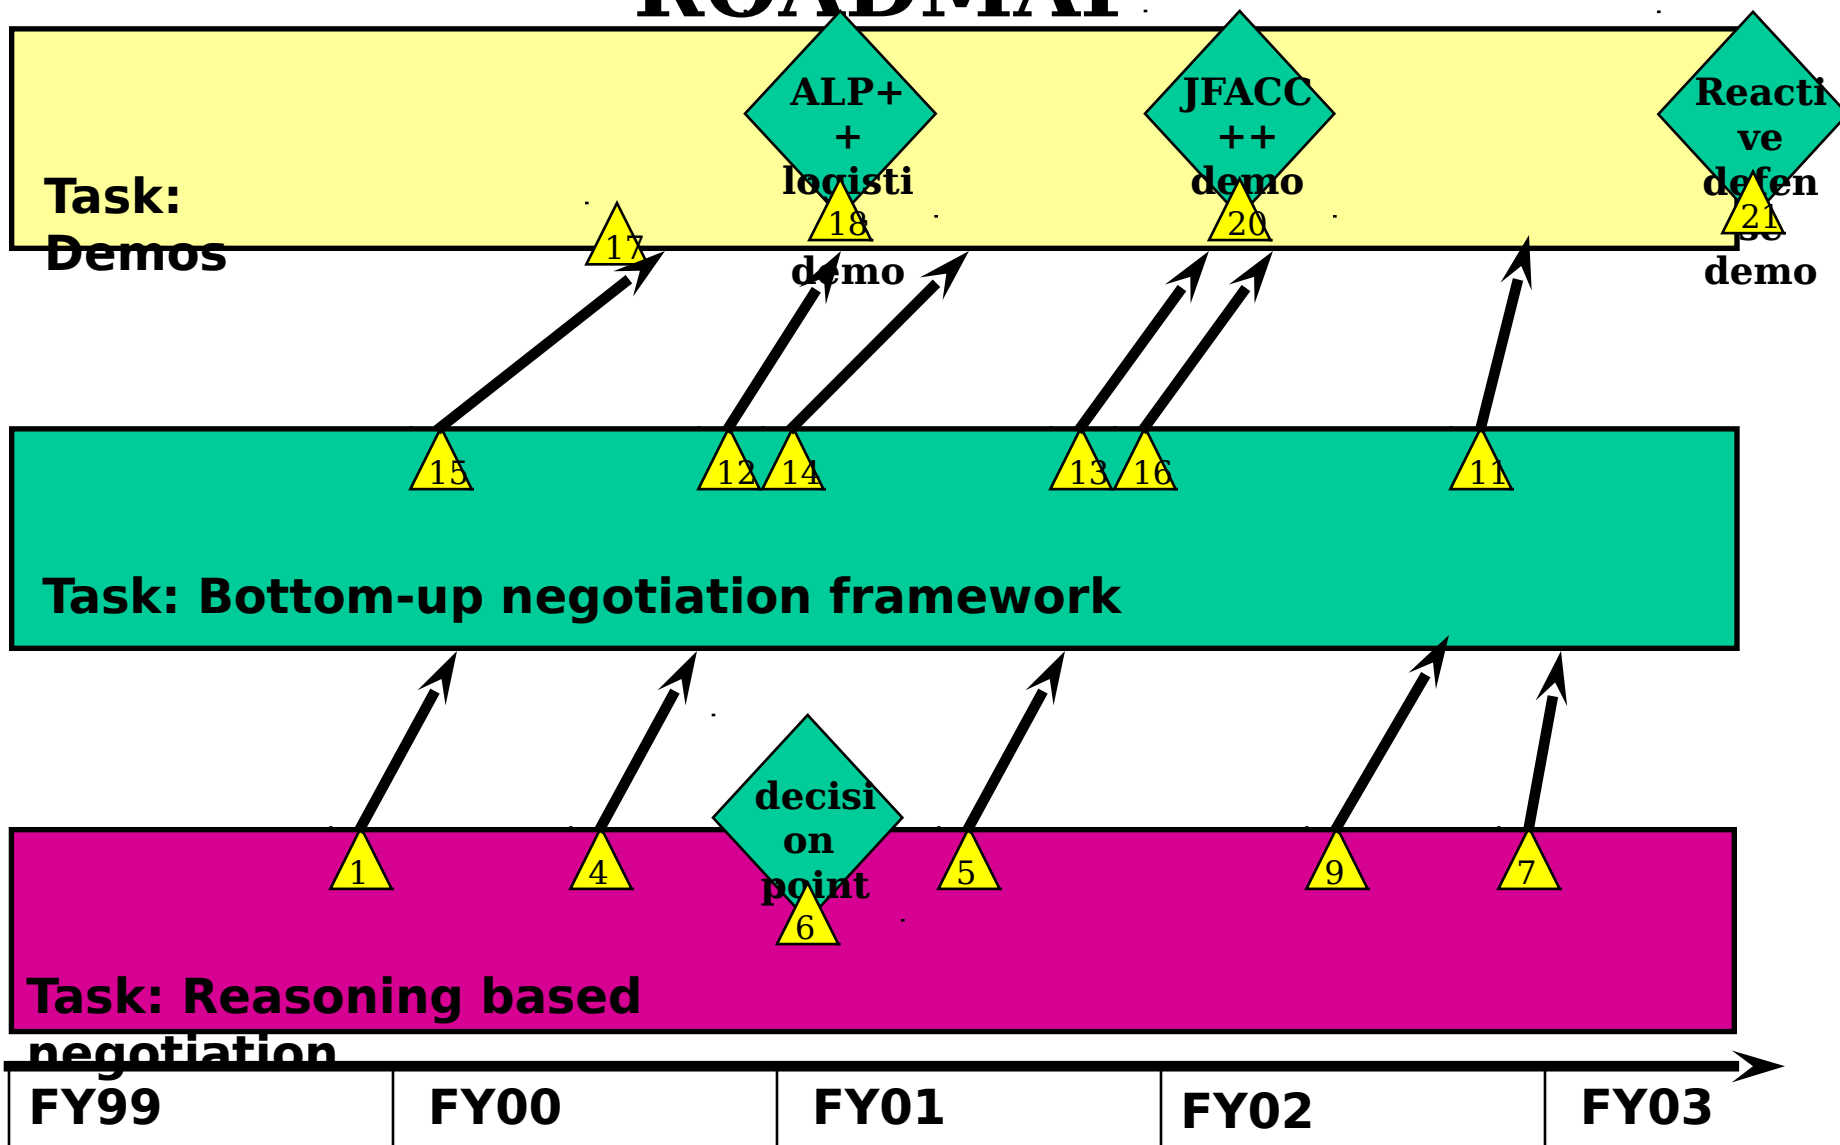 ROADMAP
ALP+
+
logisti
demo
JFACC
++
demo
Reacti
ve
defen
se
demo
Task:
Demos
17
18
20
21
15
12
14
13
16
11
Task: Bottom-up negotiation framework
decisi
on
point
1
4
6
5
9
7
Task: Reasoning based
negotiation
FY99
FY00
FY01
FY02
FY03